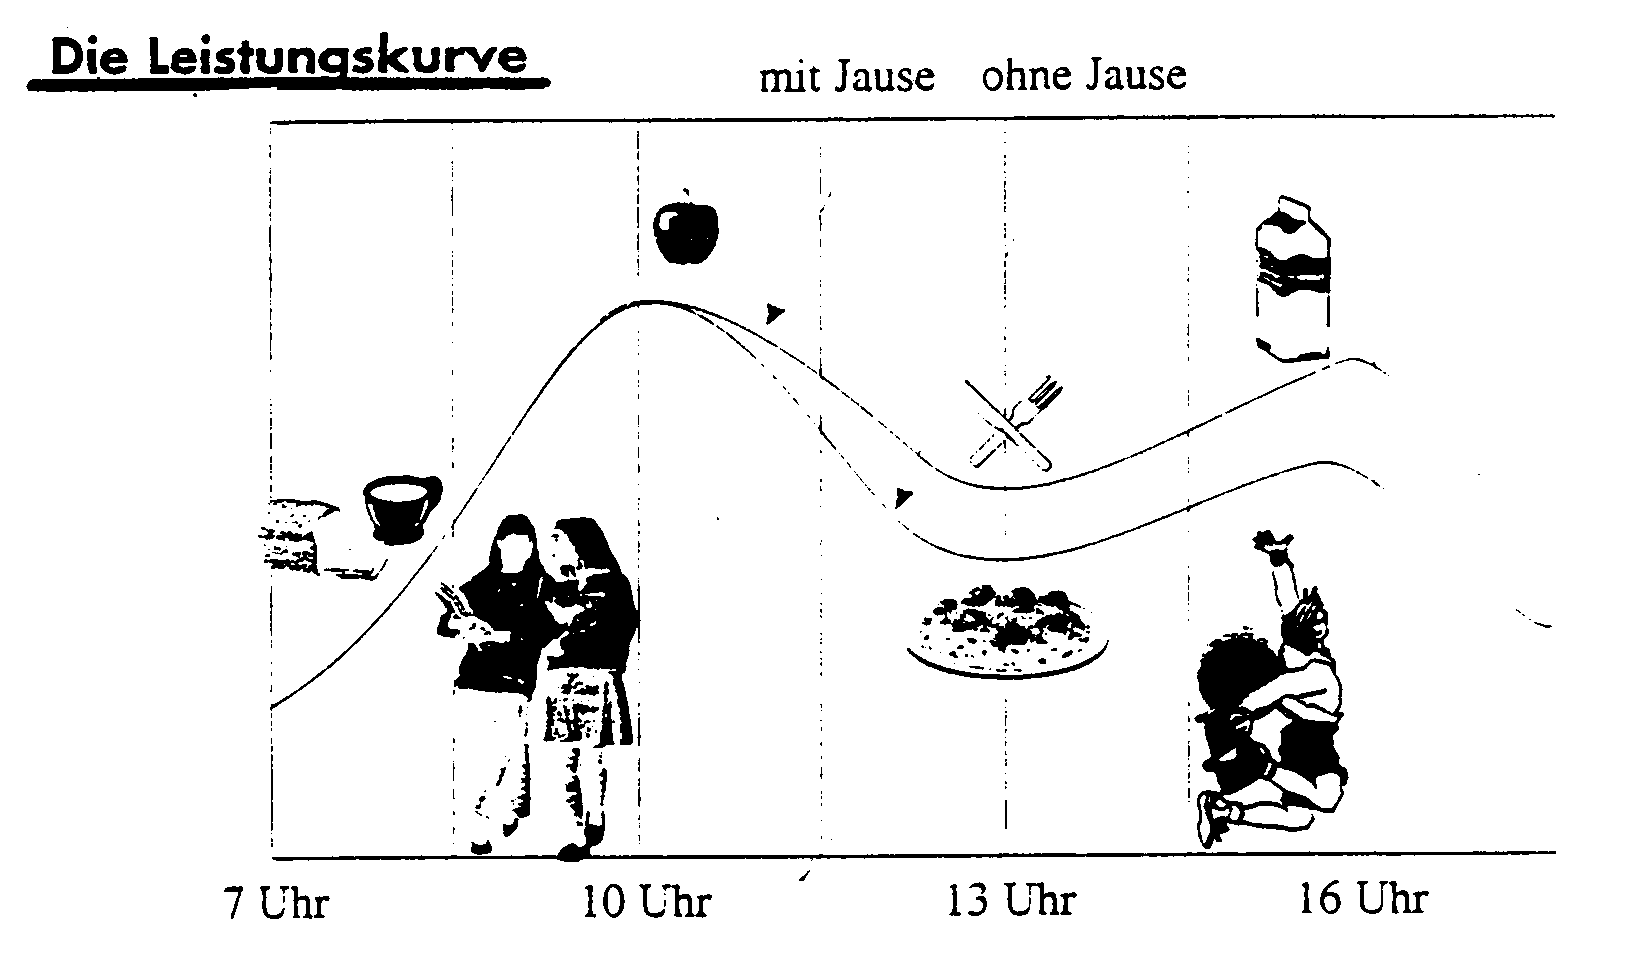 Die Leistungskurve
mit Jause ohne Jause
7 Uhr 10 Uhr 13 Uhr 16 Uhr